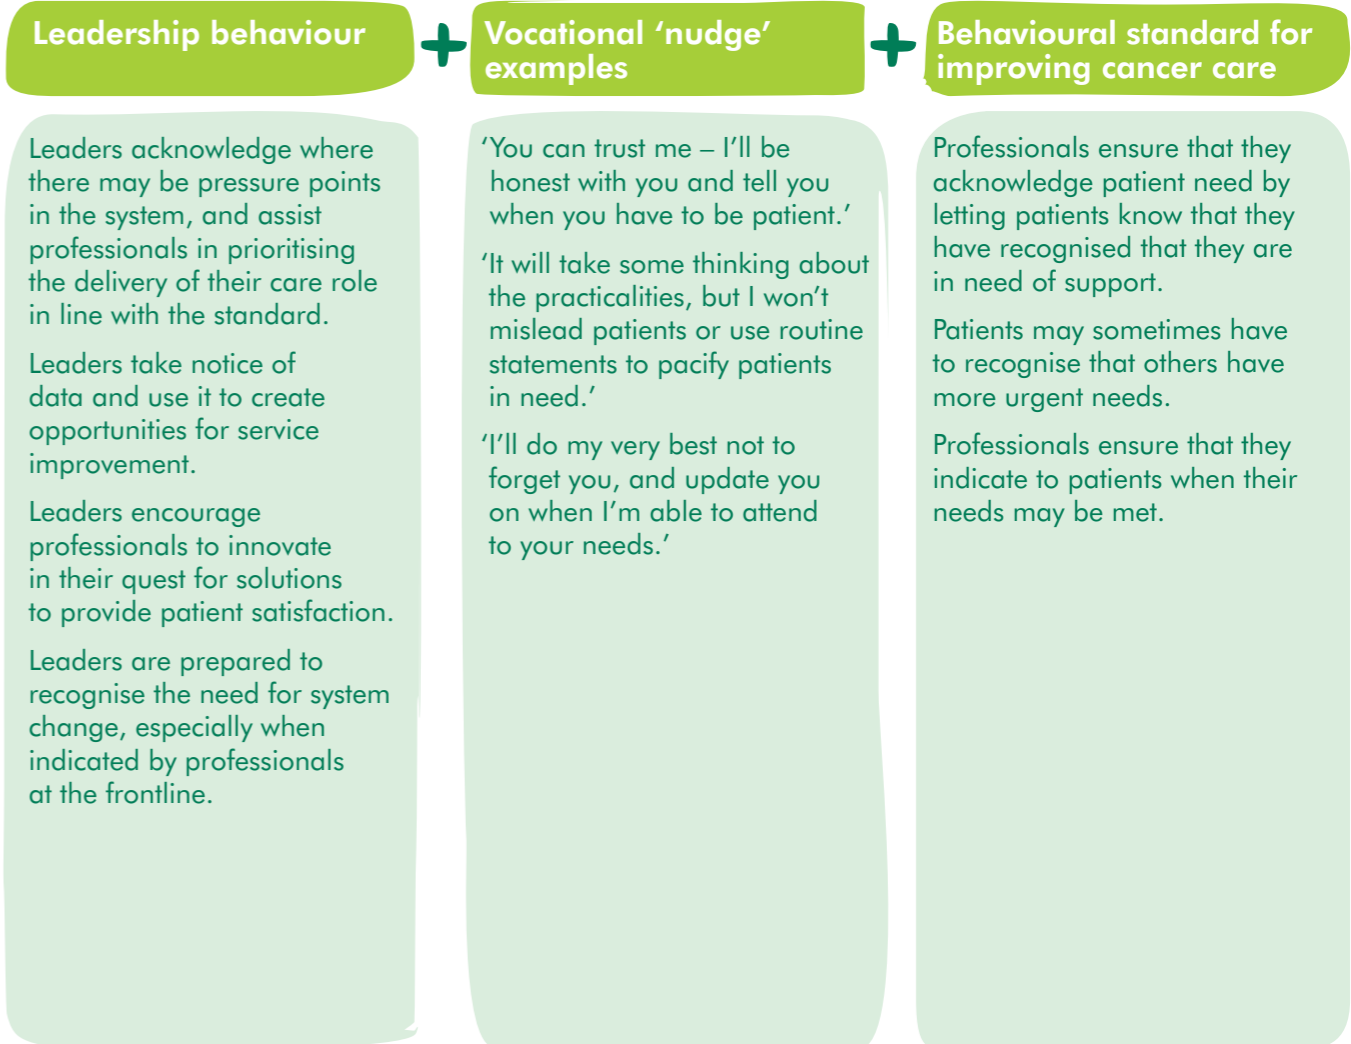 Leadership behaviour
Leaders acknowledge where
there may be pressure points
in the system, and assist
professionals in prioritising
the delivery of their care role
in line with the standard.
Leaders take notice of
data and use it to create
opportunities for service
improvement.
Leaders encourage
professionals to innovate
in their quest for solutions
to provide patient satisfaction.
Leaders are prepared to
recognise the need for system
change, especially when
indicated by professionals
at the frontline.
+
Vocational ‘nudge’
examples
‘You can trust me – I’ll be
honest with you and tell you
when you have to be patient.’
‘It will take some thinking about
the practicalities, but I won’t
mislead patients or use routine
statements to pacify patients
in need.’
‘I’ll do my very best not to
forget you, and update you
on when I’m able to attend
to your needs.’
+
Behavioural standard for
improving cancer care
Professionals ensure that they
acknowledge patient need by
letting patients know that they
have recognised that they are
in need of support.
Patients may sometimes have
to recognise that others have
more urgent needs.
Professionals ensure that they
indicate to patients when their
needs may be met.